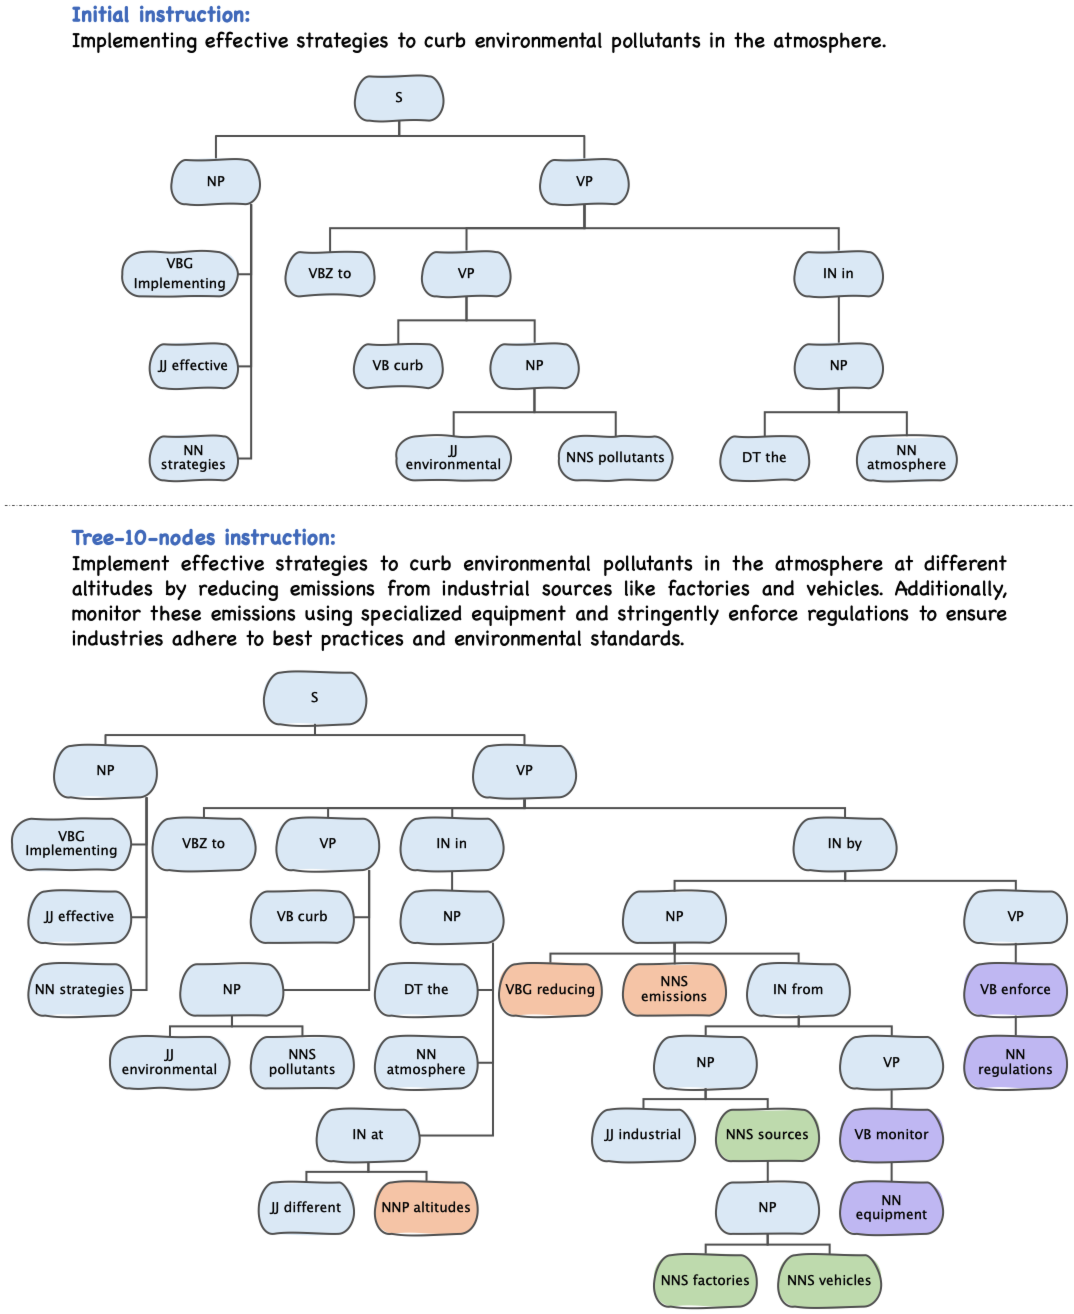 Initial instruction:
Implementing effective strategies to curb environmental pollutants in the atmosphere.
S
NP
VP
VBG
Implementing
VBZ to
VP
IN in
JJ effective
VB curb
NP
NP
NN
strategies
JJ
environmental
NNS pollutants
DT the
NN
atmosphere
Tree-10-nodes instruction:
Implement effective strategies to curb environmental pollutants in the atmosphere at different
altitudes by reducing emissions from industrial sources like factories and vehicles. Additionally,
monitor these emissions using specialized equipment and stringently enforce regulations to ensure
industries adhere to best practices and environmental standards.
S
NP
VP
VBG
Implementing
VBZ to
VP
IN in
IN by
JJ effective
VB curb
NP
NP
VP
NN strategies
NP
DT the
VBG reducing
NNS
emissions
IN from
VB enforce
JJ
environmental
NNS
pollutants
NN
atmosphere
NP
VP
NN
regulations
IN at
JJ industrial
NNS sources
VB monitor
JJ different
NNP altitudes
NP
NN
equipment
NNS factories
NNS vehicles